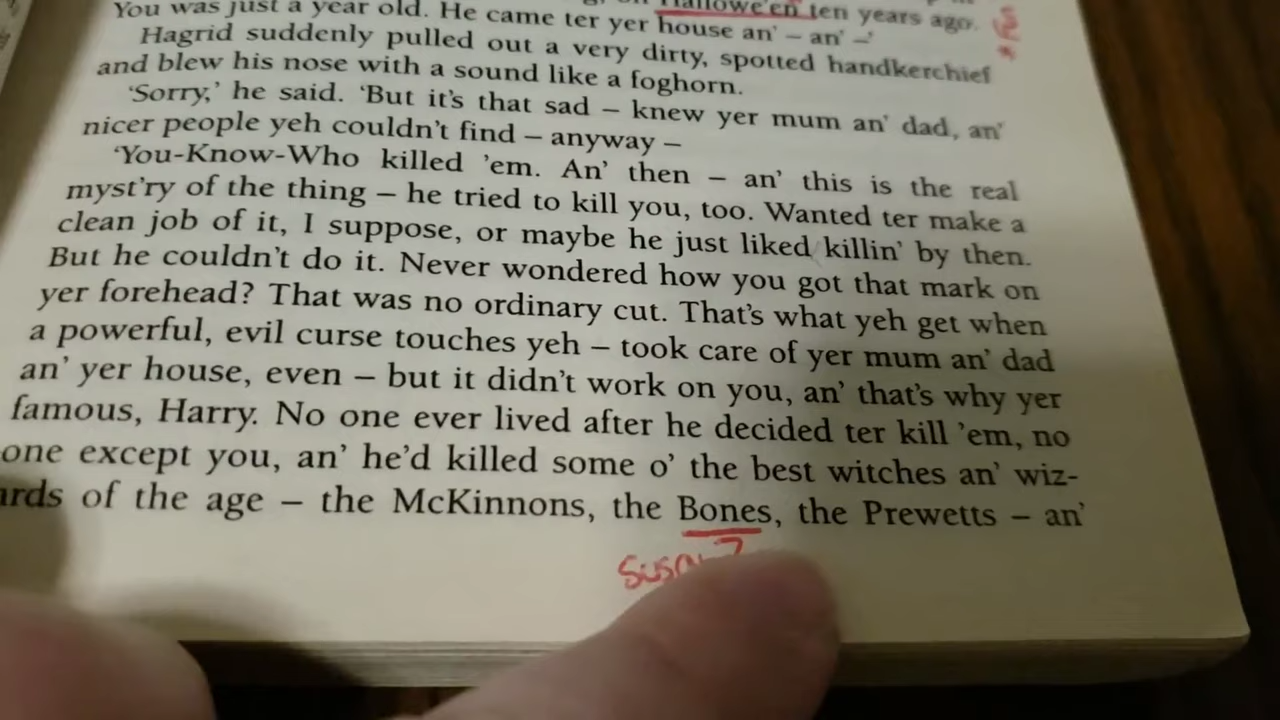 You was just a year old. He came ter yer house an' – an' –'
Hallowe'en ten years ago.
Hagrid suddenly pulled out a very dirty, spotted handkerchief
and blew his nose with a sound like a foghorn.
'Sorry,' he said. 'But it's that sad – knew yer mum an' dad, an'
nicer people yeh couldn't find – anyway –
'You-Know-Who killed 'em. An' then – an' this is the real
myst'ry of the thing – he tried to kill you, too. Wanted ter make a
clean job of it, I suppose, or maybe he just liked killin' by then.
But he couldn't do it. Never wondered how you got that mark on
yer forehead? That was no ordinary cut. That's what yeh get when
a powerful, evil curse touches yeh – took care of yer mum an' dad
an' yer house, even – but it didn't work on you, an' that's why yer
famous, Harry. No one ever lived after he decided ter kill 'em, no
one except you, an' he'd killed some o' the best witches an' wiz-
ards of the age – the McKinnons, the Bones, the Prewetts – an'
Susan?